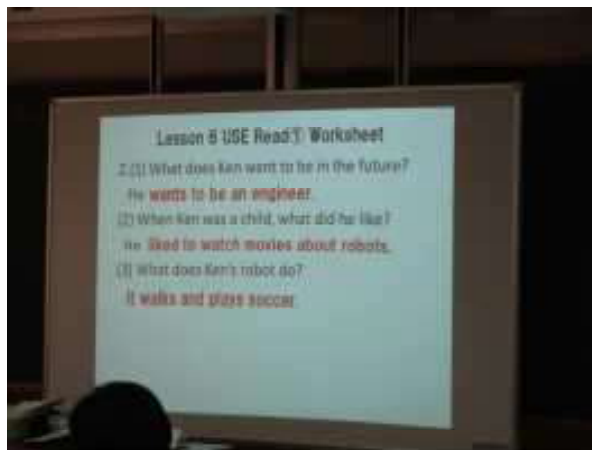 Lesson 6 USE Read① Worksheet
2.(1) What does Ken want to be in the future?
He wants to be an engineer.
(2) When Ken was a child, what did he like?
He liked to watch movies about robots.
(3) What does Ken's robot do?
It walks and plays soccer.